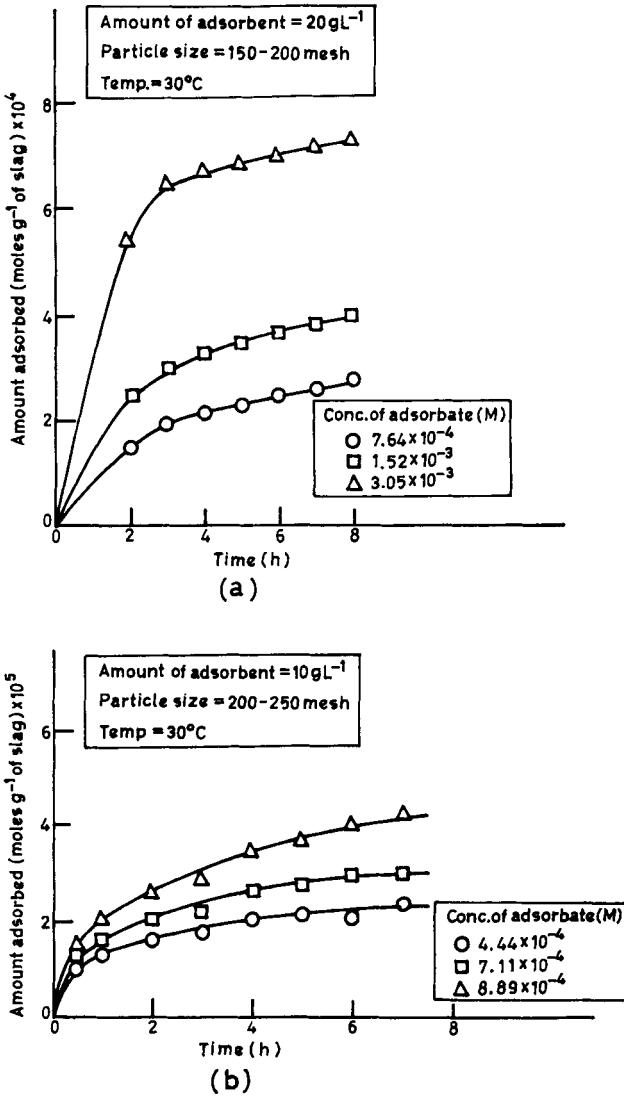 Amount of adsorbent = 20 gL⁻¹
Particle size = 150-200 mesh
Temp. = 30°C
Amount adsorbed (moles g⁻¹ of slag) × 10⁴
8
6
4
2
0
Conc. of adsorbate (M)
○ 7.64 × 10⁻⁴
□ 1.52 × 10⁻³
△ 3.05 × 10⁻³
0 2 4 6 8
Time (h)
(a)
Amount of adsorbent = 10 gL⁻¹
Particle size = 200-250 mesh
Temp = 30°C
Amount adsorbed (moles g⁻¹ of slag) × 10⁵
6
4
2
0
Conc. of adsorbate (M)
○ 4.44 × 10⁻⁴
□ 7.11 × 10⁻⁴
△ 8.89 × 10⁻⁴
0 2 4 6 8
Time (h)
(b)